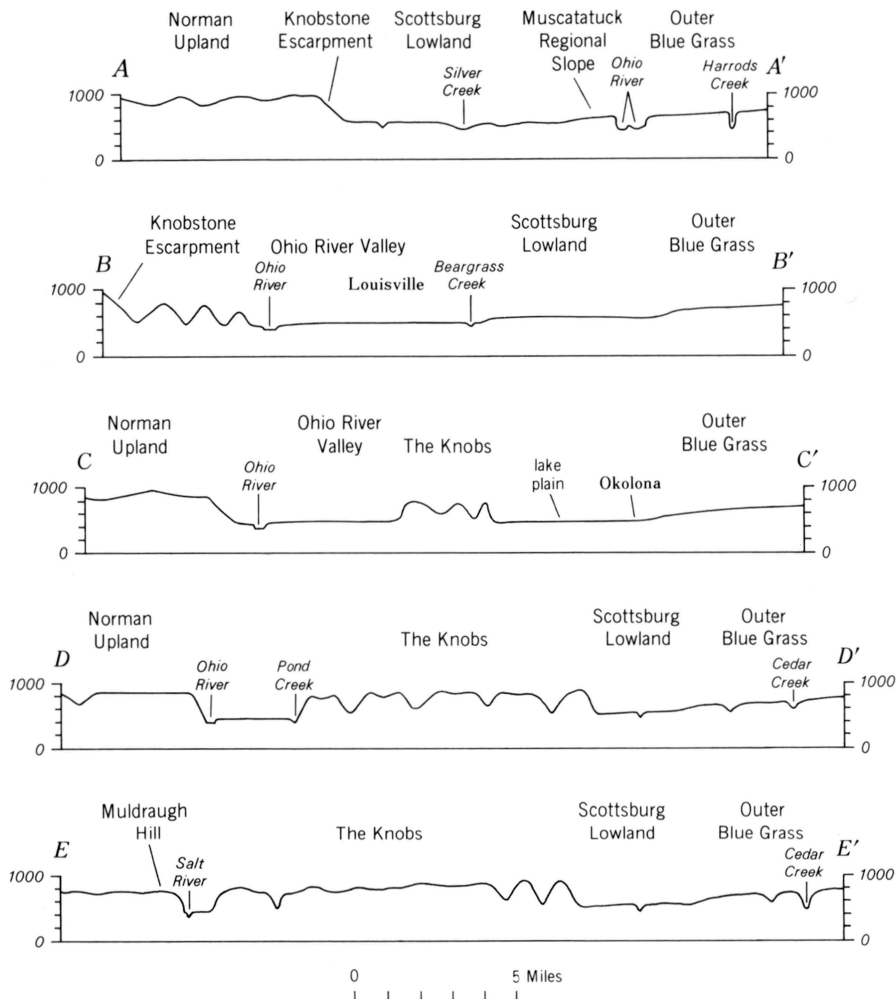 Norman
Upland
Knobstone
Escarpment
Scottsburg
Lowland
Muscatatuck
Regional
Slope
Outer
Blue Grass
A
Silver
Creek
Ohio
River
Harrods
Creek
A′
1000
0
1000
0
Knobstone
Escarpment
Ohio River Valley
Scottsburg
Lowland
Outer
Blue Grass
B
Ohio
River
Louisville
Beargrass
Creek
B′
1000
0
1000
0
Norman
Upland
Ohio River
Valley
The Knobs
Outer
Blue Grass
C
Ohio
River
lake
plain
Okolona
C′
1000
0
1000
0
Norman
Upland
The Knobs
Scottsburg
Lowland
Outer
Blue Grass
D
Ohio
River
Pond
Creek
Cedar
Creek
D′
1000
0
1000
0
Muldraugh
Hill
The Knobs
Scottsburg
Lowland
Outer
Blue Grass
E
Salt
River
Cedar
Creek
E′
1000
0
1000
0
0 5 Miles